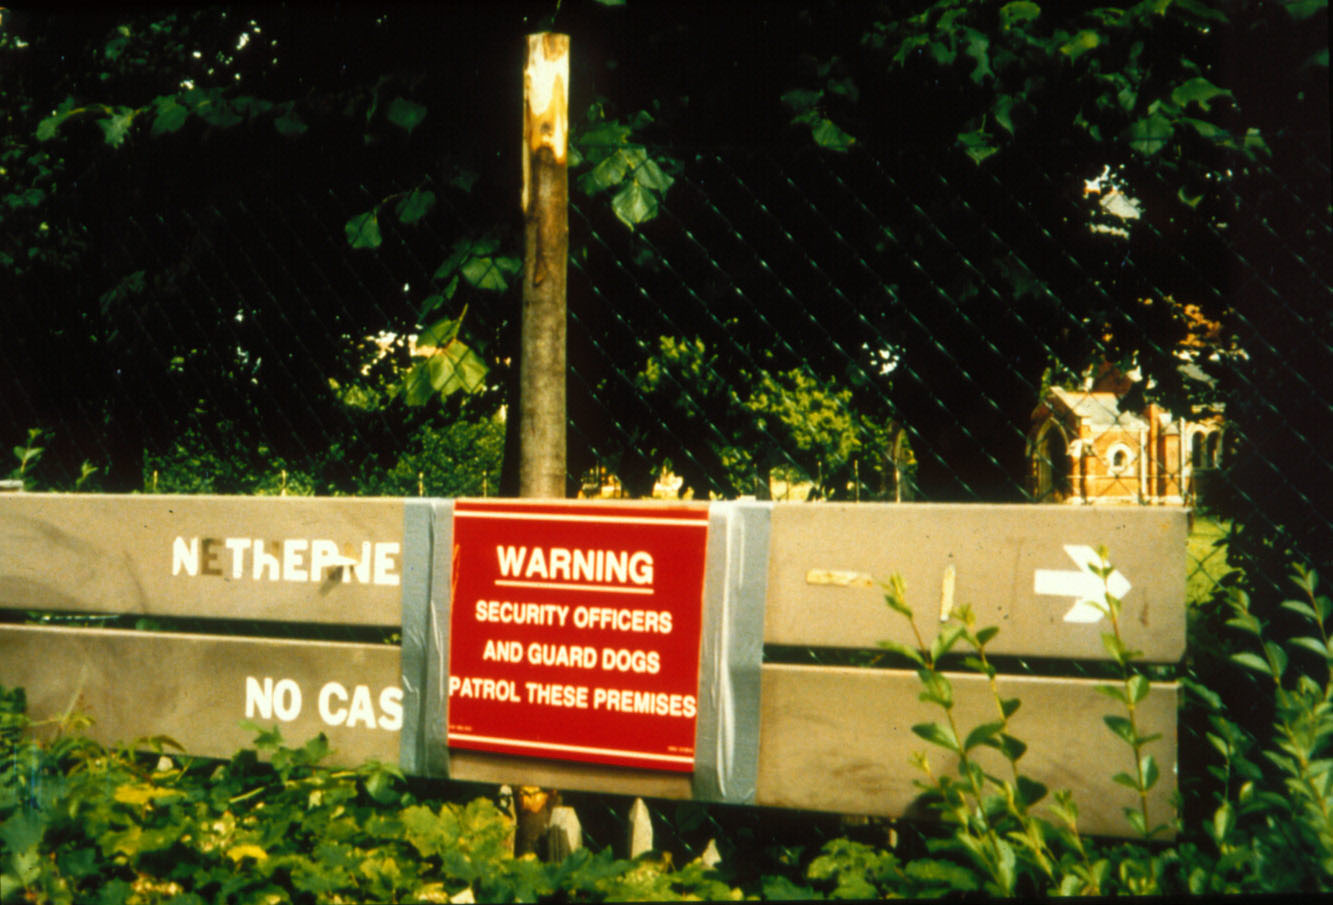 NETHERNE
NO CAS
WARNING
SECURITY OFFICERS
AND GUARD DOGS
PATROL THESE PREMISES